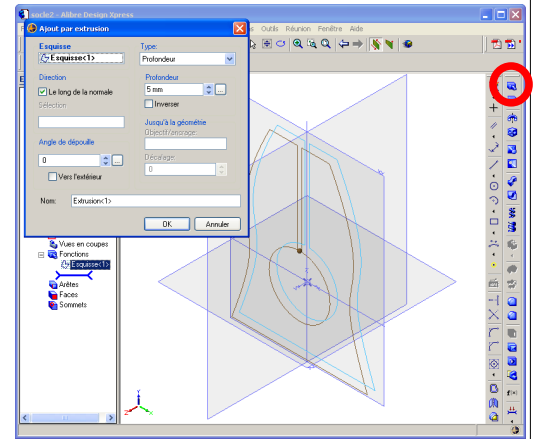 socle2 - Alibre Design Xpress
Outils Réunion Fenêtre Aide
Ajout par extrusion
Esquisse
Esquisse<1>
Type:
Profondeur
Direction
Le long de la normale
Sélection
Profondeur
5 mm
...
Inverser
Jusqu'à la géométrie
Objectif/ancrage:
Angle de dépouille
0
...
Décalage:
0
Vers l'extérieur
Nom:
Extrusion<1>
OK
Annuler
Vues en coupes
Fonctions
Esquisse<1>
Arêtes
Faces
Sommets